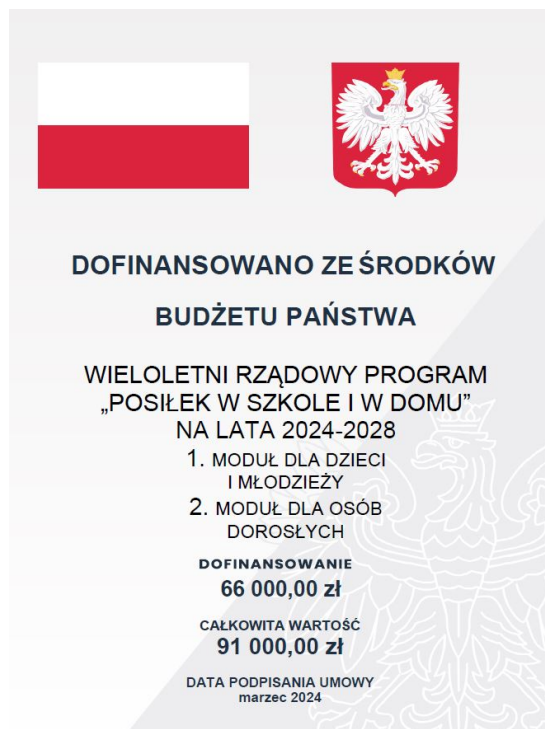 DOFINANSOWANO ZE ŚRODKÓW
BUDŻETU PAŃSTWA
WIELOLETNI RZĄDOWY PROGRAM
„POSIŁEK W SZKOLE I W DOMU”
NA LATA 2024-2028
1. MODUŁ DLA DZIECI
I MŁODZIEŻY
2. MODUŁ DLA OSÓB
DOROSŁYCH
DOFINANSOWANIE
66 000,00 zł
CAŁKOWITA WARTOŚĆ
91 000,00 zł
DATA PODPISANIA UMOWY
marzec 2024